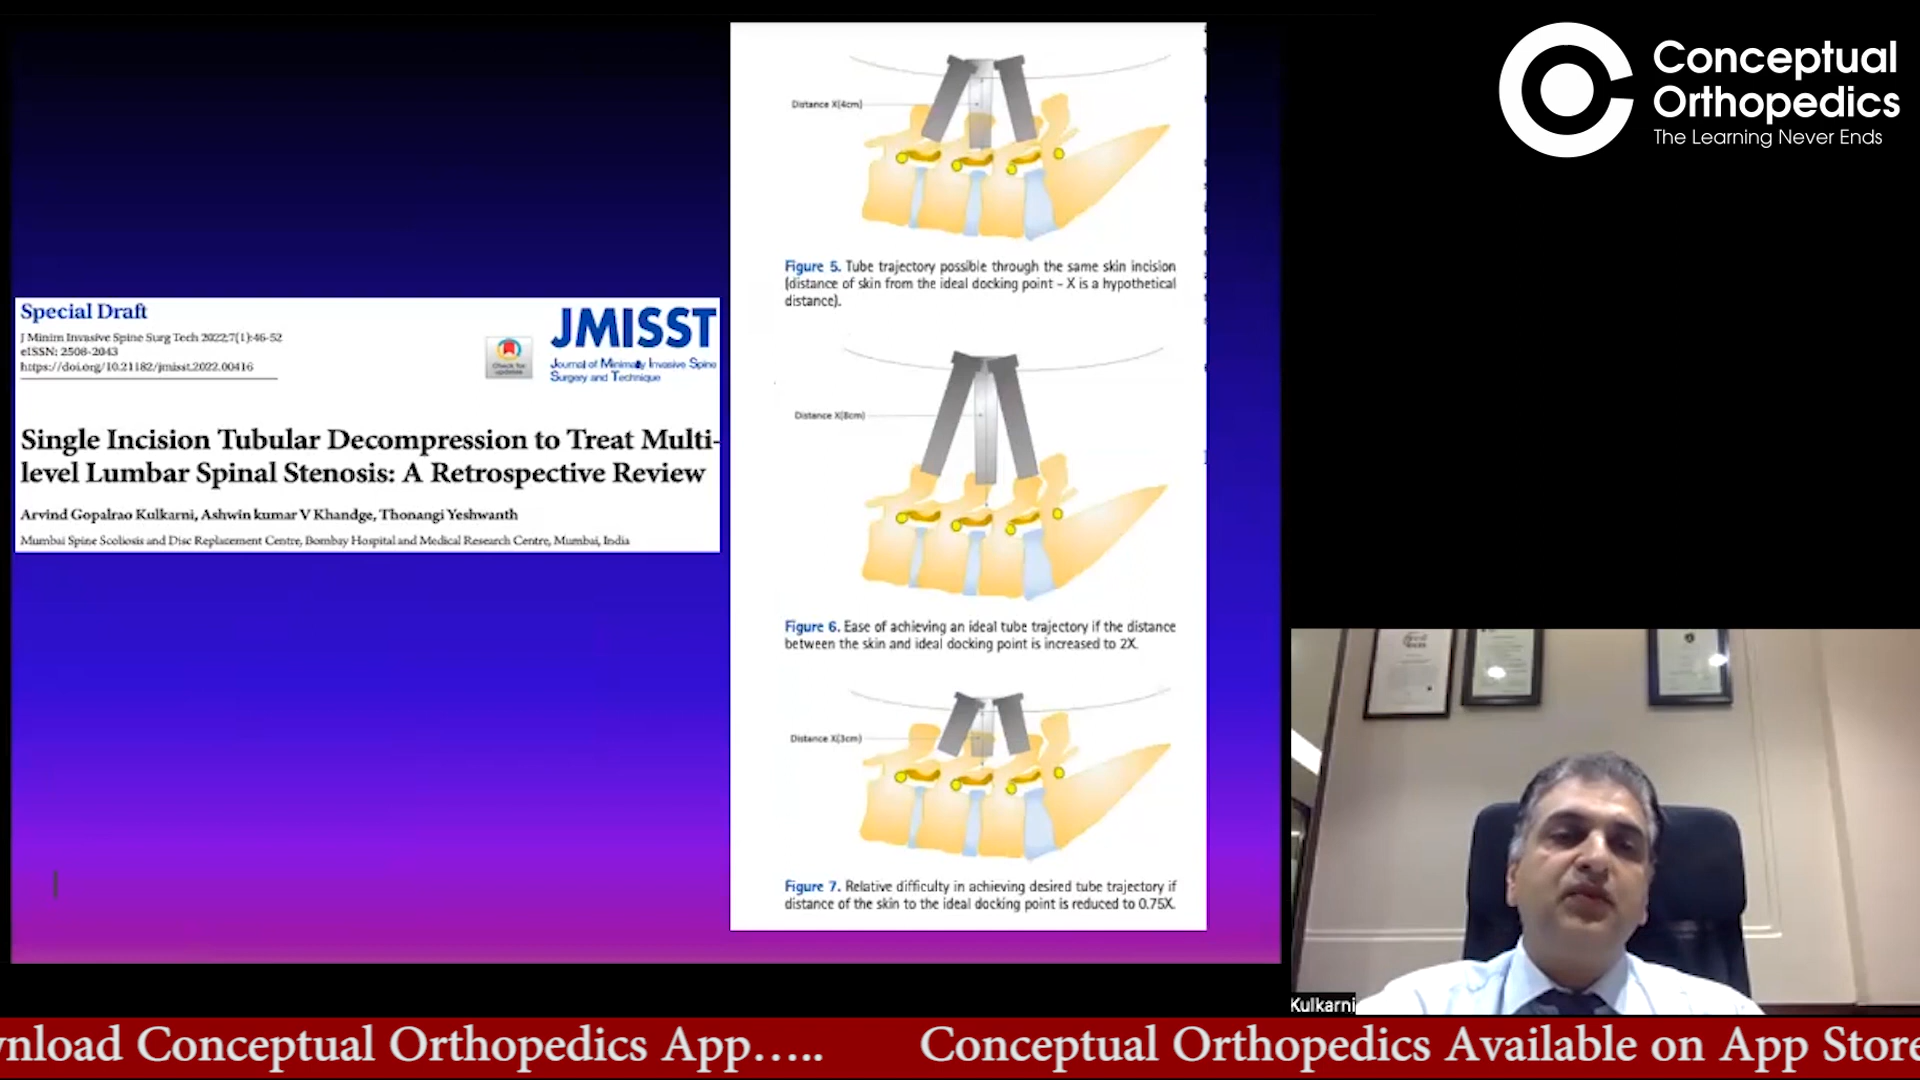 Conceptual
Orthopedics
The Learning Never Ends
Special Draft
J Minim Invasive Spine Surg Tech 2022;7(1):46-52
eISSN: 2508-2043
https://doi.org/10.21182/jmisst.2022.00416
Check for
updates
JMISST
Journal of Minimally Invasive Spine
Surgery and Technique
Single Incision Tubular Decompression to Treat Multi-
level Lumbar Spinal Stenosis: A Retrospective Review
Arvind Gopalrao Kulkarni, Ashwin kumar V Khandge, Thonangi Yeshwanth
Mumbai Spine Scoliosis and Disc Replacement Centre, Bombay Hospital and Medical Research Centre, Mumbai, India
Distance X(4cm)
Figure 5. Tube trajectory possible through the same skin incision
(distance of skin from the ideal docking point - X is a hypothetical
distance).
Distance X(8cm)
Figure 6. Ease of achieving an ideal tube trajectory if the distance
between the skin and ideal docking point is increased to 2X.
Distance X(3cm)
Figure 7. Relative difficulty in achieving desired tube trajectory if
distance of the skin to the ideal docking point is reduced to 0.75X.
Kulkarni
wnload Conceptual Orthopedics App..... Conceptual Orthopedics Available on App Store